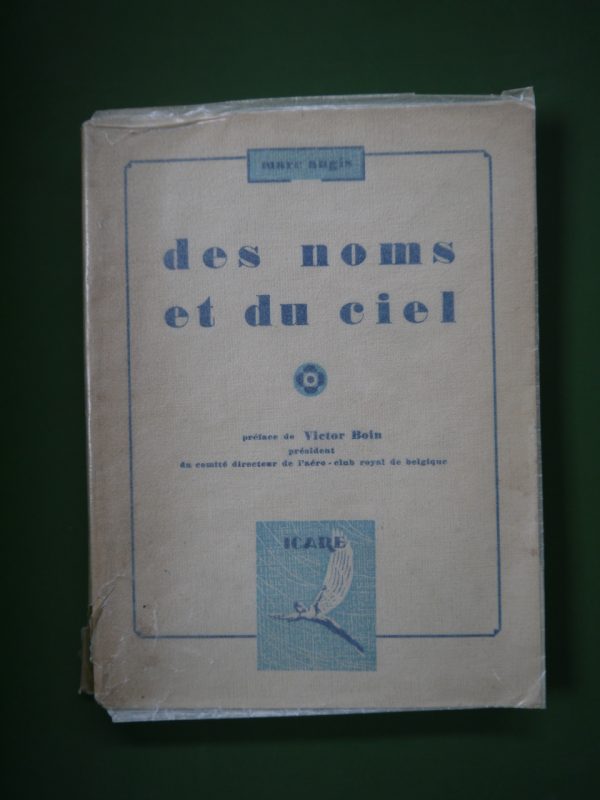 marc augis
des noms
et du ciel
préface de Victor Boin
président
du comité directeur de l'aéro-club royal de belgique
ICARE